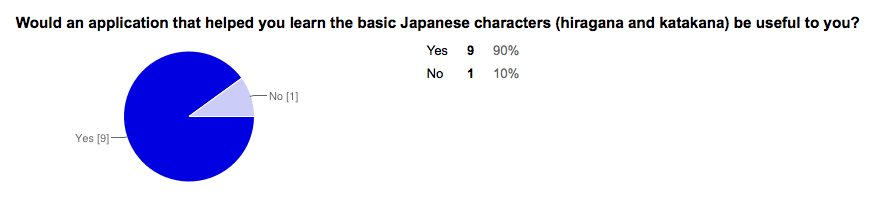 Would an application that helped you learn the basic Japanese characters (hiragana and katakana) be useful to you?
Yes 9 90%
No 1 10%
No [1]
Yes [9]